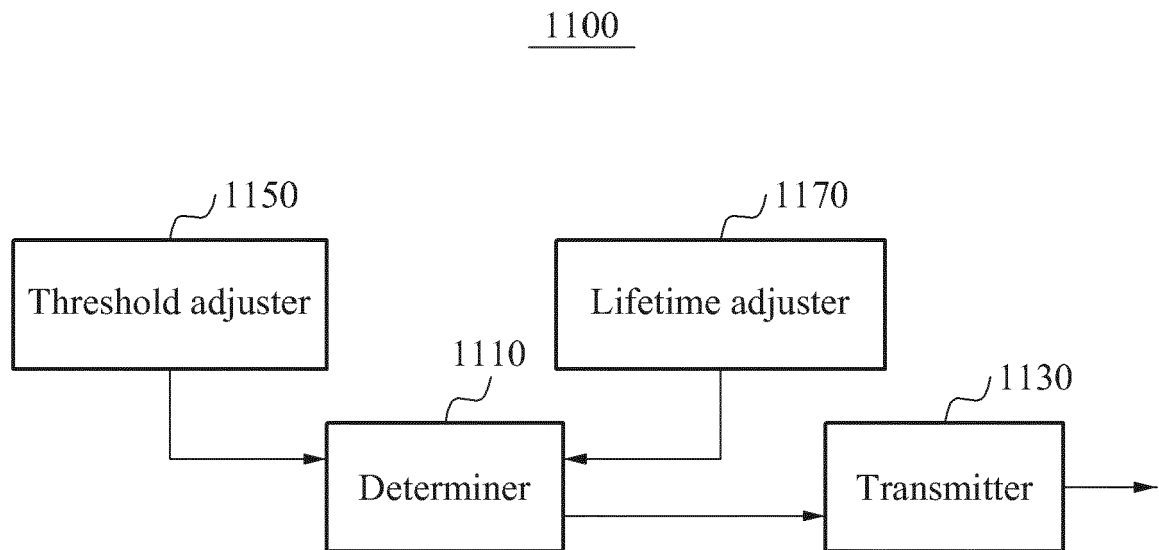 1100
1150
1170
Threshold adjuster
Lifetime adjuster
1110
1130
Determiner
Transmitter